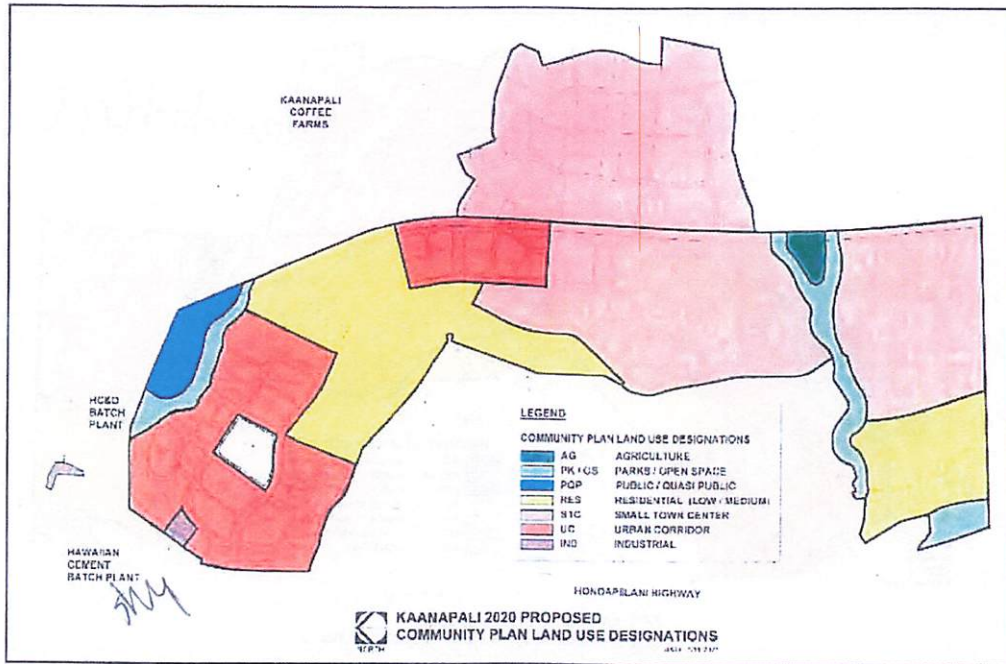 KAANAPALI
COFFEE
FARMS
HC&D
BATCH
PLANT
HAWAIIAN
CEMENT
BATCH PLANT
LEGEND
COMMUNITY PLAN LAND USE DESIGNATIONS
AG AGRICULTURE
PK / OS PARKS / OPEN SPACE
PQP PUBLIC / QUASI PUBLIC
RES RESIDENTIAL (LOW / MEDIUM)
STC SMALL TOWN CENTER
UC URBAN CORRIDOR
IND INDUSTRIAL
HONOAPIILANI HIGHWAY
KAANAPALI 2020 PROPOSED
COMMUNITY PLAN LAND USE DESIGNATIONS
NORTH